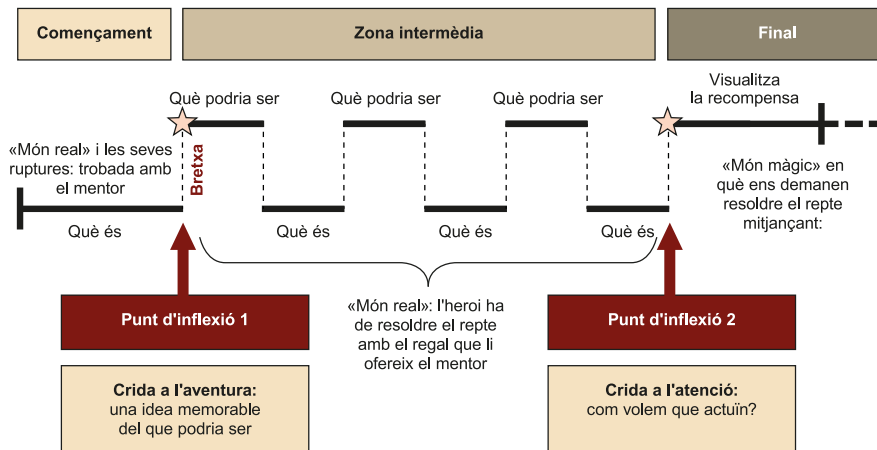 Començament
Zona intermèdia
Final
Què podria ser
Què podria ser
Què podria ser
Visualitza
la recompensa
«Món real» i les seves
ruptures: trobada amb
el mentor
Bretxa
«Món màgic» en
què ens demanen
resoldre el repte
mitjançant:
Què és
Què és
Què és
Què és
«Món real»: l'heroi ha
de resoldre el repte
amb el regal que li
ofereix el mentor
Punt d'inflexió 1
Punt d'inflexió 2
Crida a l'aventura:
una idea memorable
del que podria ser
Crida a l'atenció:
com volem que actuïn?